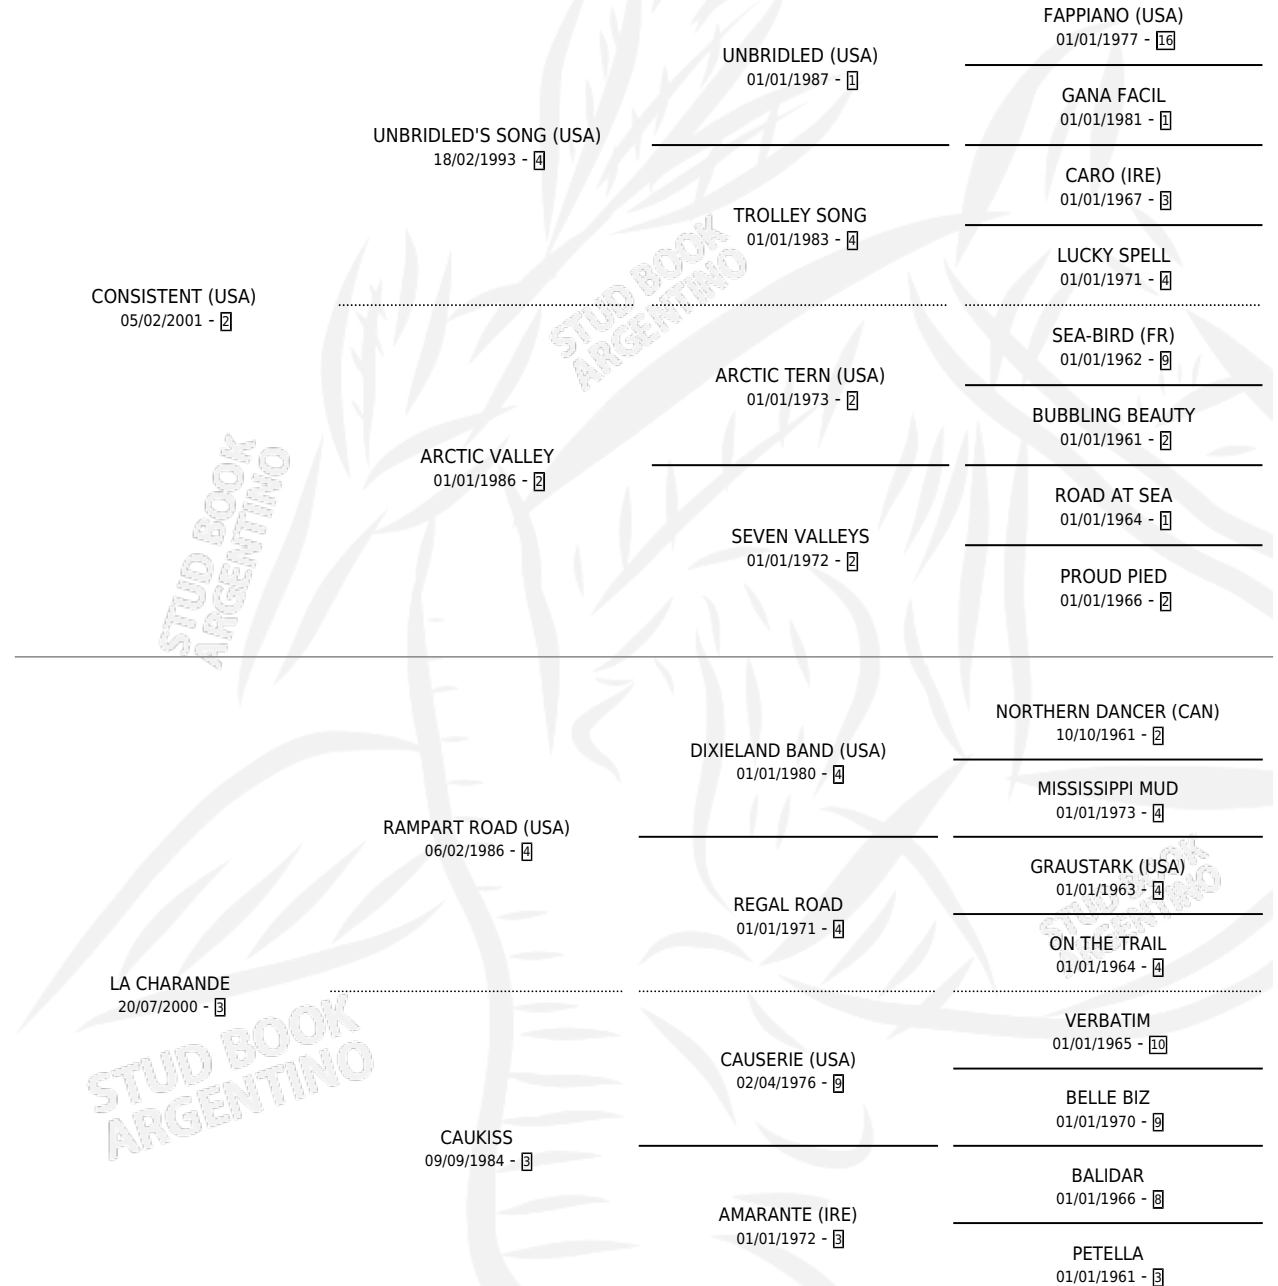 FAPPIANO (USA)
01/01/1977 - 16
UNBRIDLED (USA)
01/01/1987 - 1
GANA FACIL
01/01/1981 - 1
UNBRIDLED'S SONG (USA)
18/02/1993 - 4
CARO (IRE)
01/01/1967 - 3
TROLLEY SONG
01/01/1983 - 4
LUCKY SPELL
01/01/1971 - 4
CONSISTENT (USA)
05/02/2001 - 2
STUD BOOK
ARGENTINO
SEA-BIRD (FR)
01/01/1962 - 9
ARCTIC TERN (USA)
01/01/1973 - 2
BUBBLING BEAUTY
01/01/1961 - 2
ARCTIC VALLEY
01/01/1986 - 2
ROAD AT SEA
01/01/1964 - 1
SEVEN VALLEYS
01/01/1972 - 2
PROUD PIED
01/01/1966 - 2
STUD BOOK
ARGENTINO
NORTHERN DANCER (CAN)
10/10/1961 - 2
DIXIELAND BAND (USA)
01/01/1980 - 4
MISSISSIPPI MUD
01/01/1973 - 4
RAMPART ROAD (USA)
06/02/1986 - 4
GRAUSTARK (USA)
01/01/1963 - 4
STUD BOOK
ARGENTINO
REGAL ROAD
01/01/1971 - 4
ON THE TRAIL
01/01/1964 - 4
LA CHARANDE
20/07/2000 - 3
STUD BOOK
ARGENTINO
VERBATIM
01/01/1965 - 10
CAUSERIE (USA)
02/04/1976 - 9
BELLE BIZ
01/01/1970 - 9
CAUKISS
09/09/1984 - 3
BALIDAR
01/01/1966 - 8
AMARANTE (IRE)
01/01/1972 - 3
PETELLA
01/01/1961 - 3